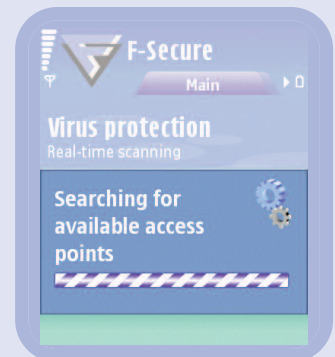 F-Secure
Main
Virus protection
Real-time scanning
Searching for
available access
points